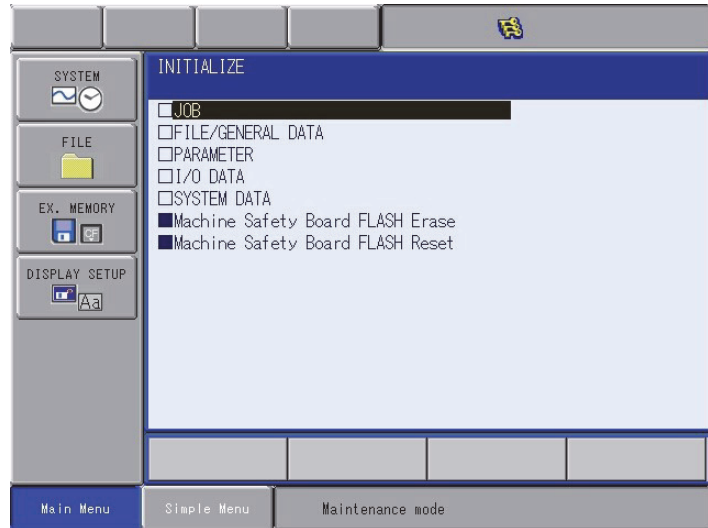 SYSTEM
FILE
EX. MEMORY
CF
DISPLAY SETUP
Aa
INITIALIZE
JOB
FILE/GENERAL DATA
PARAMETER
I/O DATA
SYSTEM DATA
Machine Safety Board FLASH Erase
Machine Safety Board FLASH Reset
Main Menu
Simple Menu
Maintenance mode